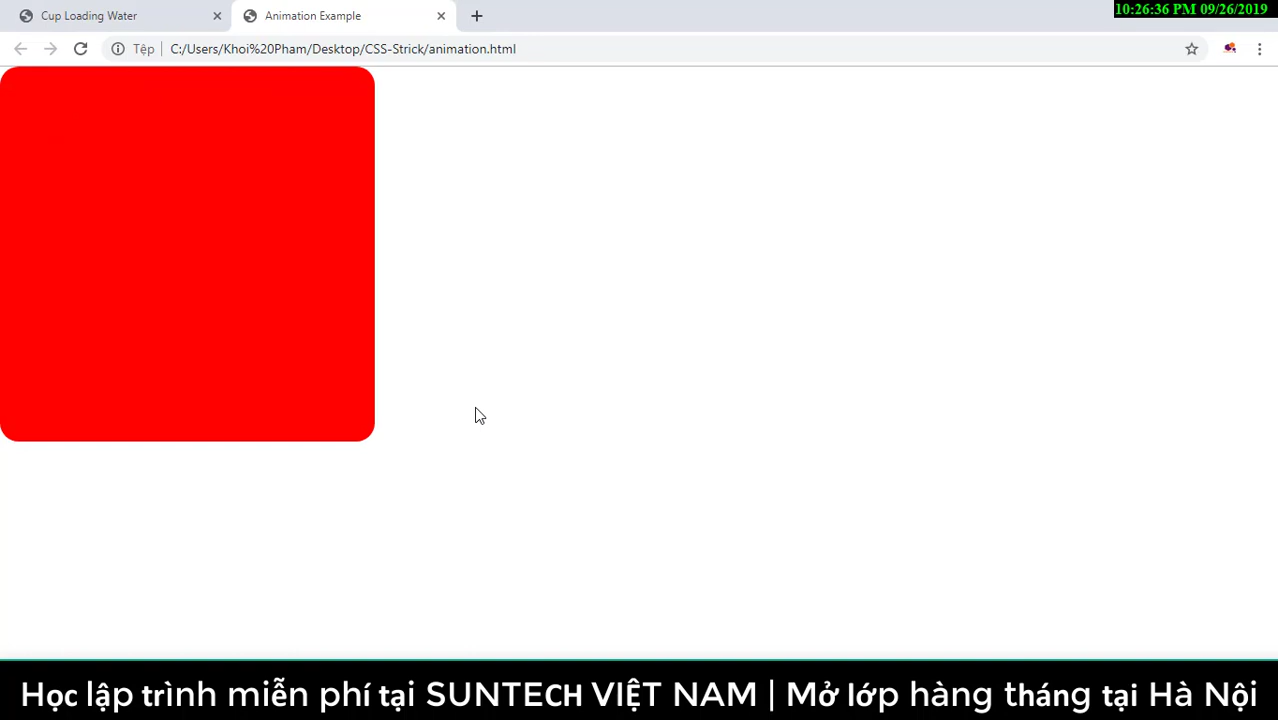 Cup Loading Water
Animation Example
10:26:36 PM 09/26/2019
Tệp
C:/Users/Khoi%20Pham/Desktop/CSS-Strick/animation.html
Học lập trình miễn phí tại SUNTECH VIỆT NAM | Mở lớp hàng tháng tại Hà Nội